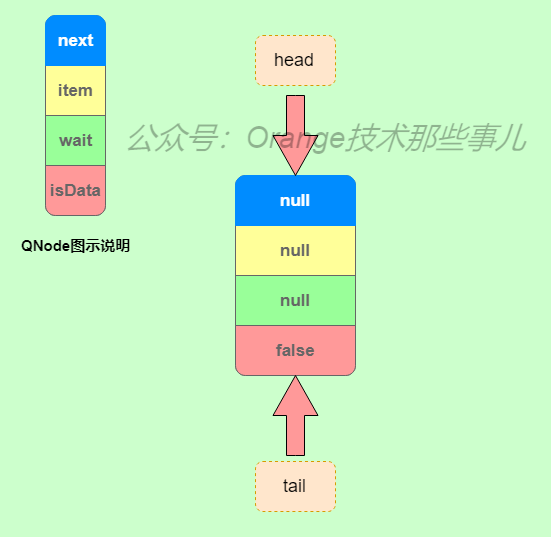 next
item
wait
isData
QNode图示说明
head
公众号：Orange技术那些事儿
null
null
null
false
tail